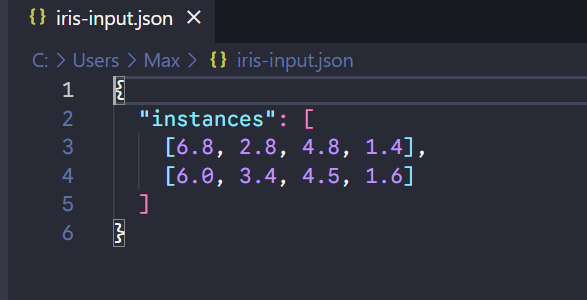 {} iris-input.json ×
C: > Users > Max > {} iris-input.json
1 {
2 "instances": [
3 [6.8, 2.8, 4.8, 1.4],
4 [6.0, 3.4, 4.5, 1.6]
5 ]
6 }